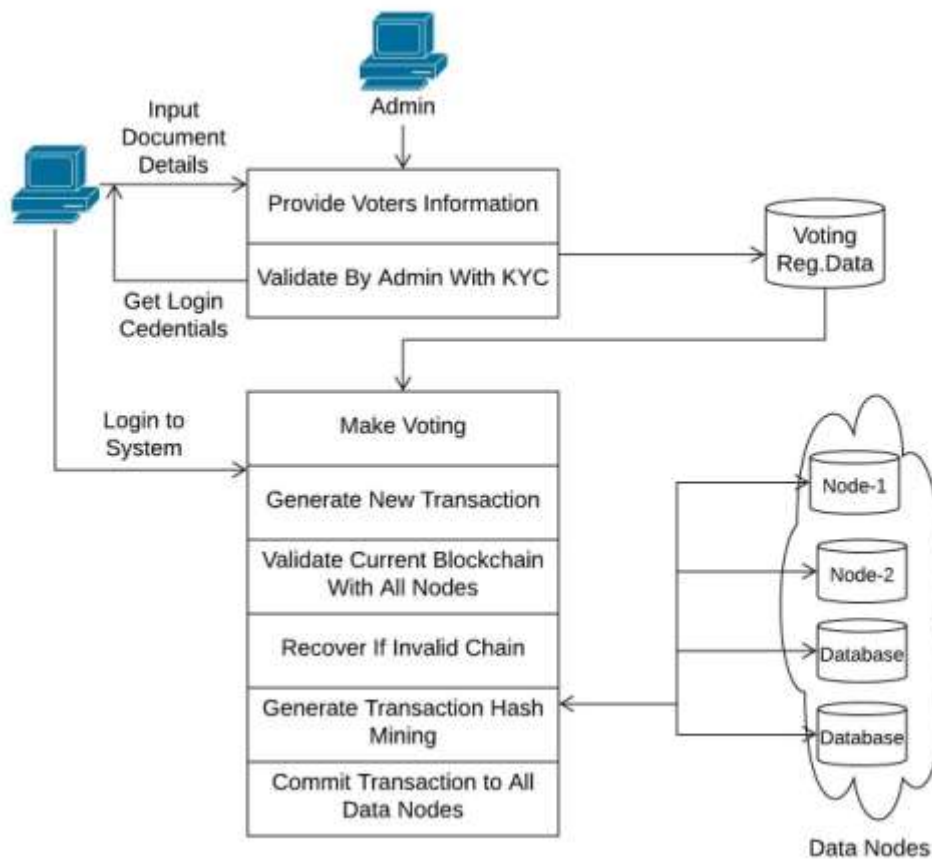 Admin
Input
Document
Details
Provide Voters Information
Validate By Admin With KYC
Get Login
Cedentials
Voting
Reg.Data
Login to
System
Make Voting
Generate New Transaction
Validate Current Blockchain
With All Nodes
Recover If Invalid Chain
Generate Transaction Hash
Mining
Commit Transaction to All
Data Nodes
Node-1
Node-2
Database
Database
Data Nodes